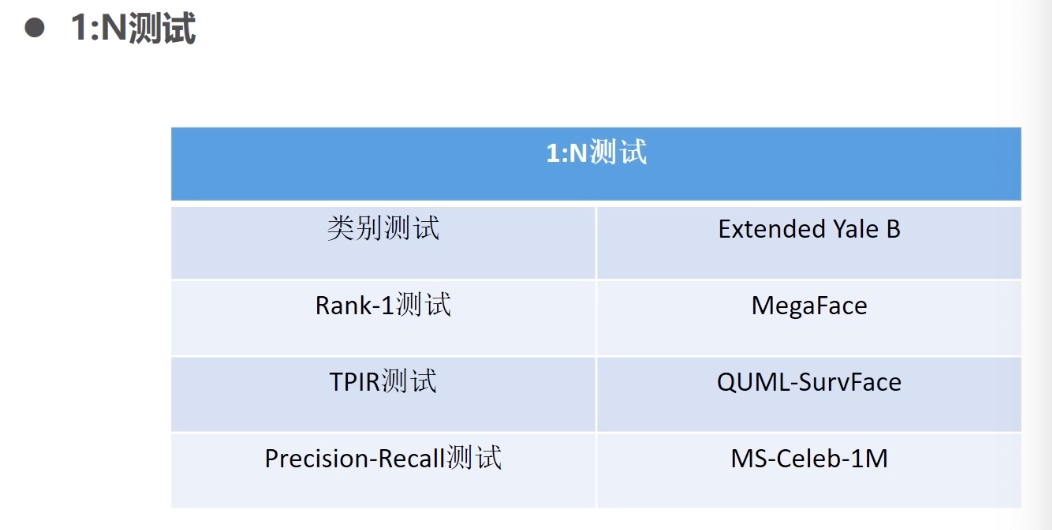 ● 1:N测试
1:N测试
类别测试 Extended Yale B
Rank-1测试 MegaFace
TPIR测试 QUML-SurvFace
Precision-Recall测试 MS-Celeb-1M